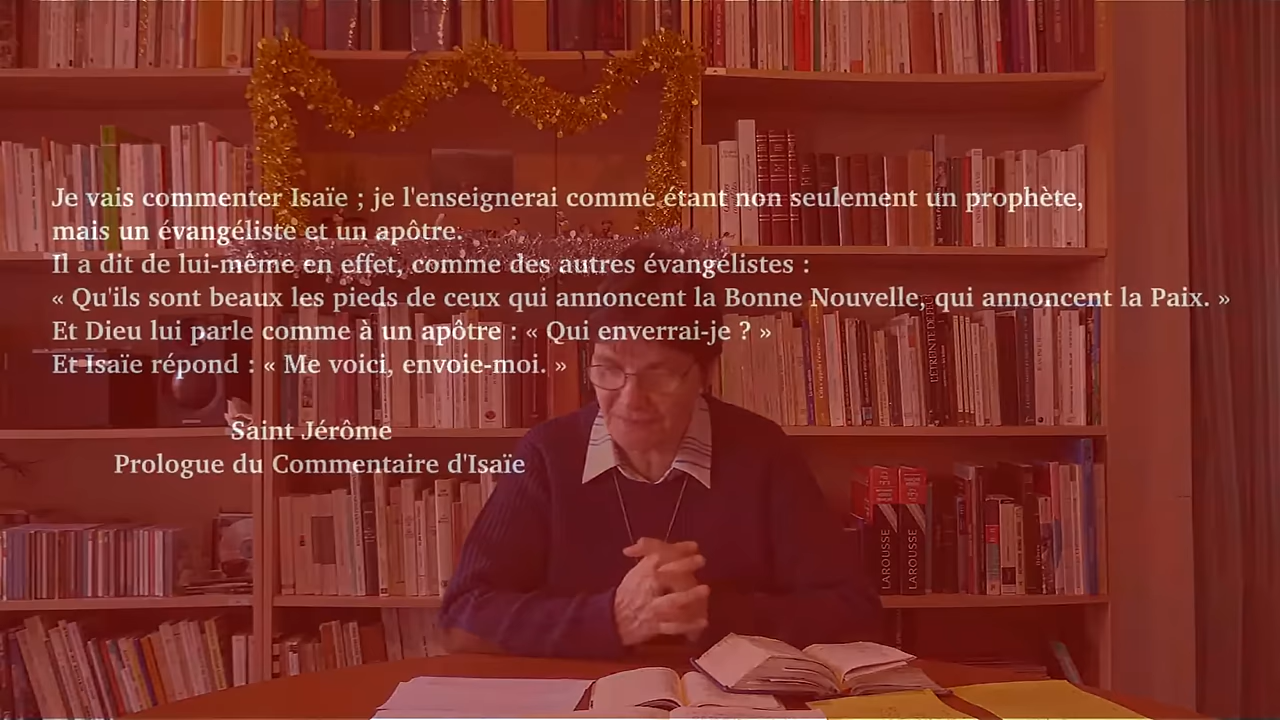 Je vais commenter Isaïe ; je l'enseignerai comme étant non seulement un prophète,
mais un évangéliste et un apôtre.
Il a dit de lui-même en effet, comme des autres évangélistes :
« Qu'ils sont beaux les pieds de ceux qui annoncent la Bonne Nouvelle, qui annoncent la Paix. »
Et Dieu lui parle comme à un apôtre : « Qui enverrai-je ? »
Et Isaïe répond : « Me voici, envoie-moi. »
Saint Jérôme
Prologue du Commentaire d'Isaïe
LAROUSSE
LAROUSSE